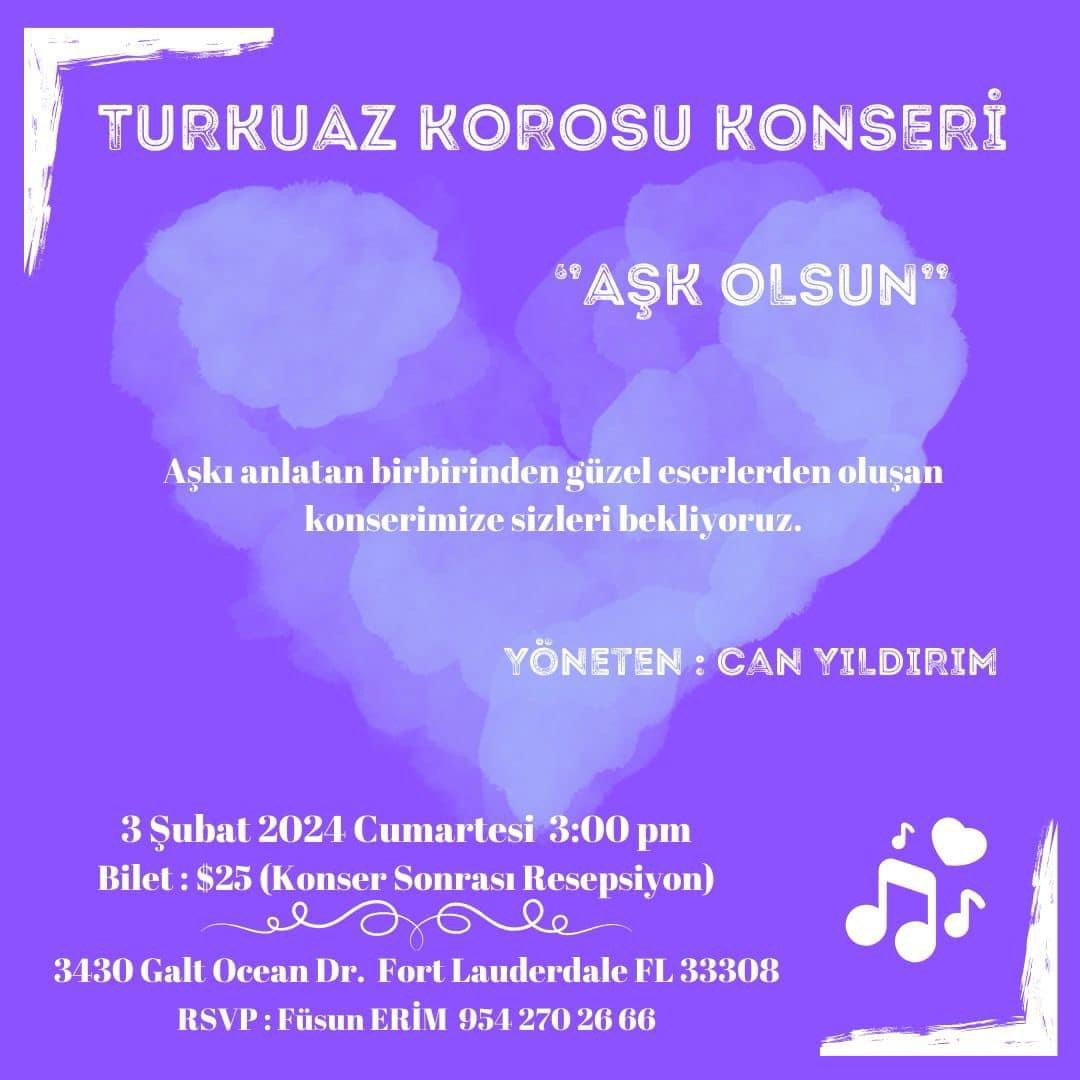 TURKUAZ KOROSU KONSERİ
"AŞK OLSUN"
Aşkı anlatan birbirinden güzel eserlerden oluşan
konserimize sizleri bekliyoruz.
YÖNETEN : CAN YILDIRIM
3 Şubat 2024 Cumartesi 3:00 pm
Bilet : $25 (Konser Sonrası Resepsiyon)
3430 Galt Ocean Dr. Fort Lauderdale FL 33308
RSVP : Füsun ERİM 954 270 26 66